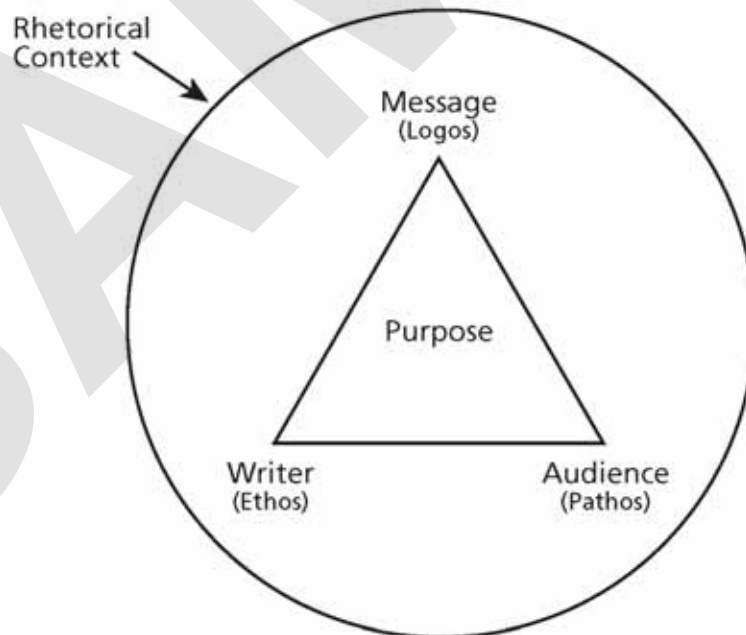 Rhetorical
Context
Message
(Logos)
Purpose
Writer
(Ethos)
Audience
(Pathos)